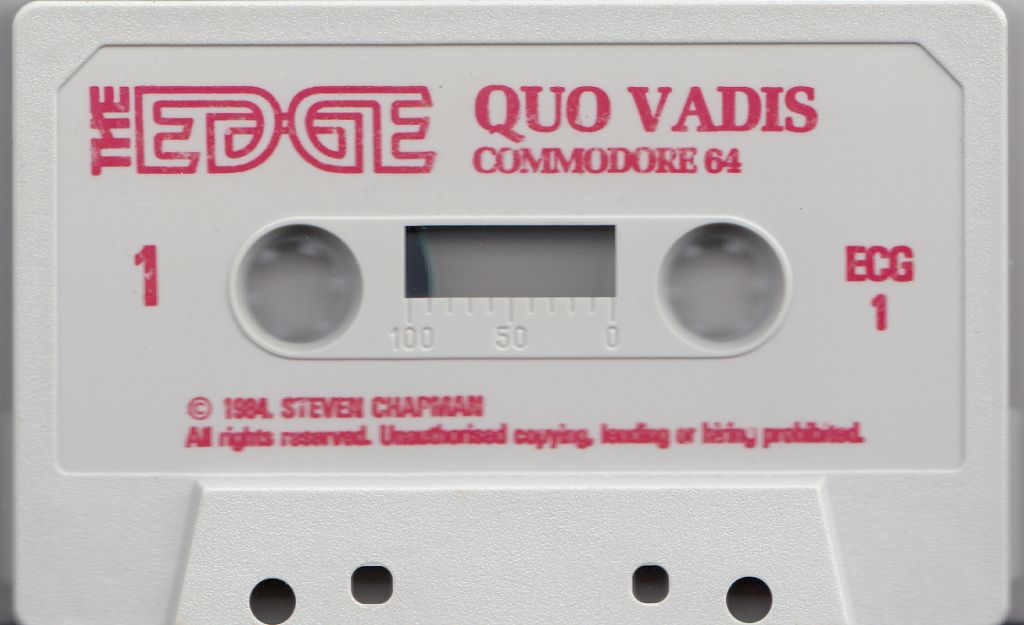 THE EDGE
QUO VADIS
COMMODORE 64
1
ECG
1
100 50 0
© 1984. STEVEN CHAPMAN
All rights reserved. Unauthorised copying, lending or hiring prohibited.